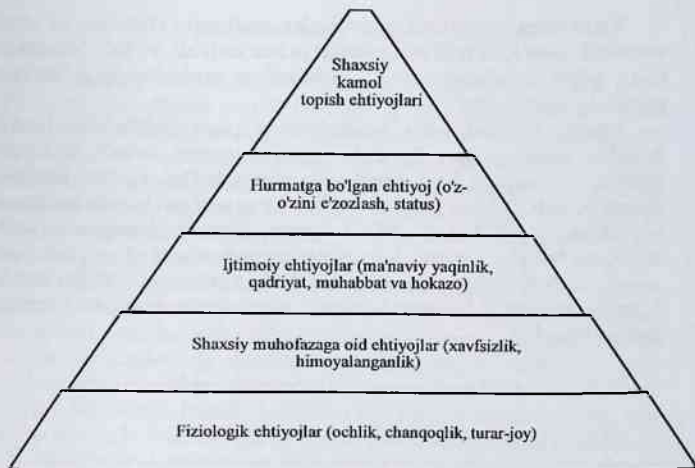 Shaxsiy
kamol
topish ehtiyojlari
Hurmatga bo'lgan ehtiyoj (o'z-
o'zini e'zozlash, status)
Ijtimoiy ehtiyojlar (ma'naviy yaqinlik,
qadriyat, muhabbat va hokazo)
Shaxsiy muhofazaga oid ehtiyojlar (xavfsizlik,
himoyalanganlik)
Fiziologik ehtiyojlar (ochlik, chanqoqlik, turar-joy)